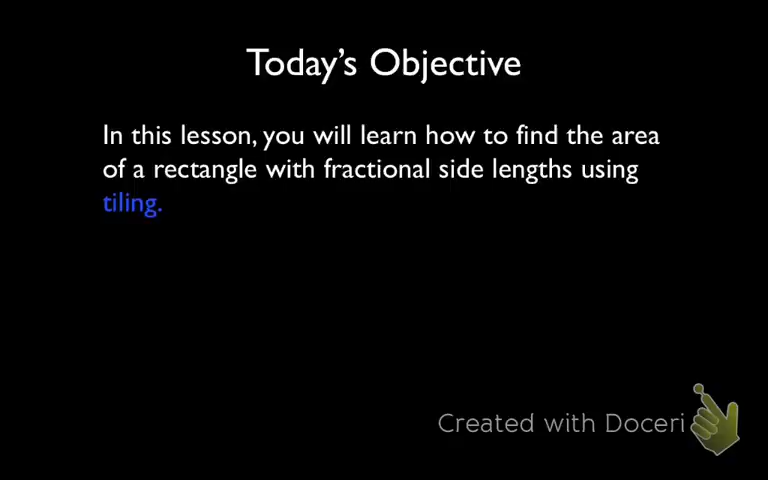 Today's Objective
In this lesson, you will learn how to find the area
of a rectangle with fractional side lengths using
tiling.
Created with Doceri